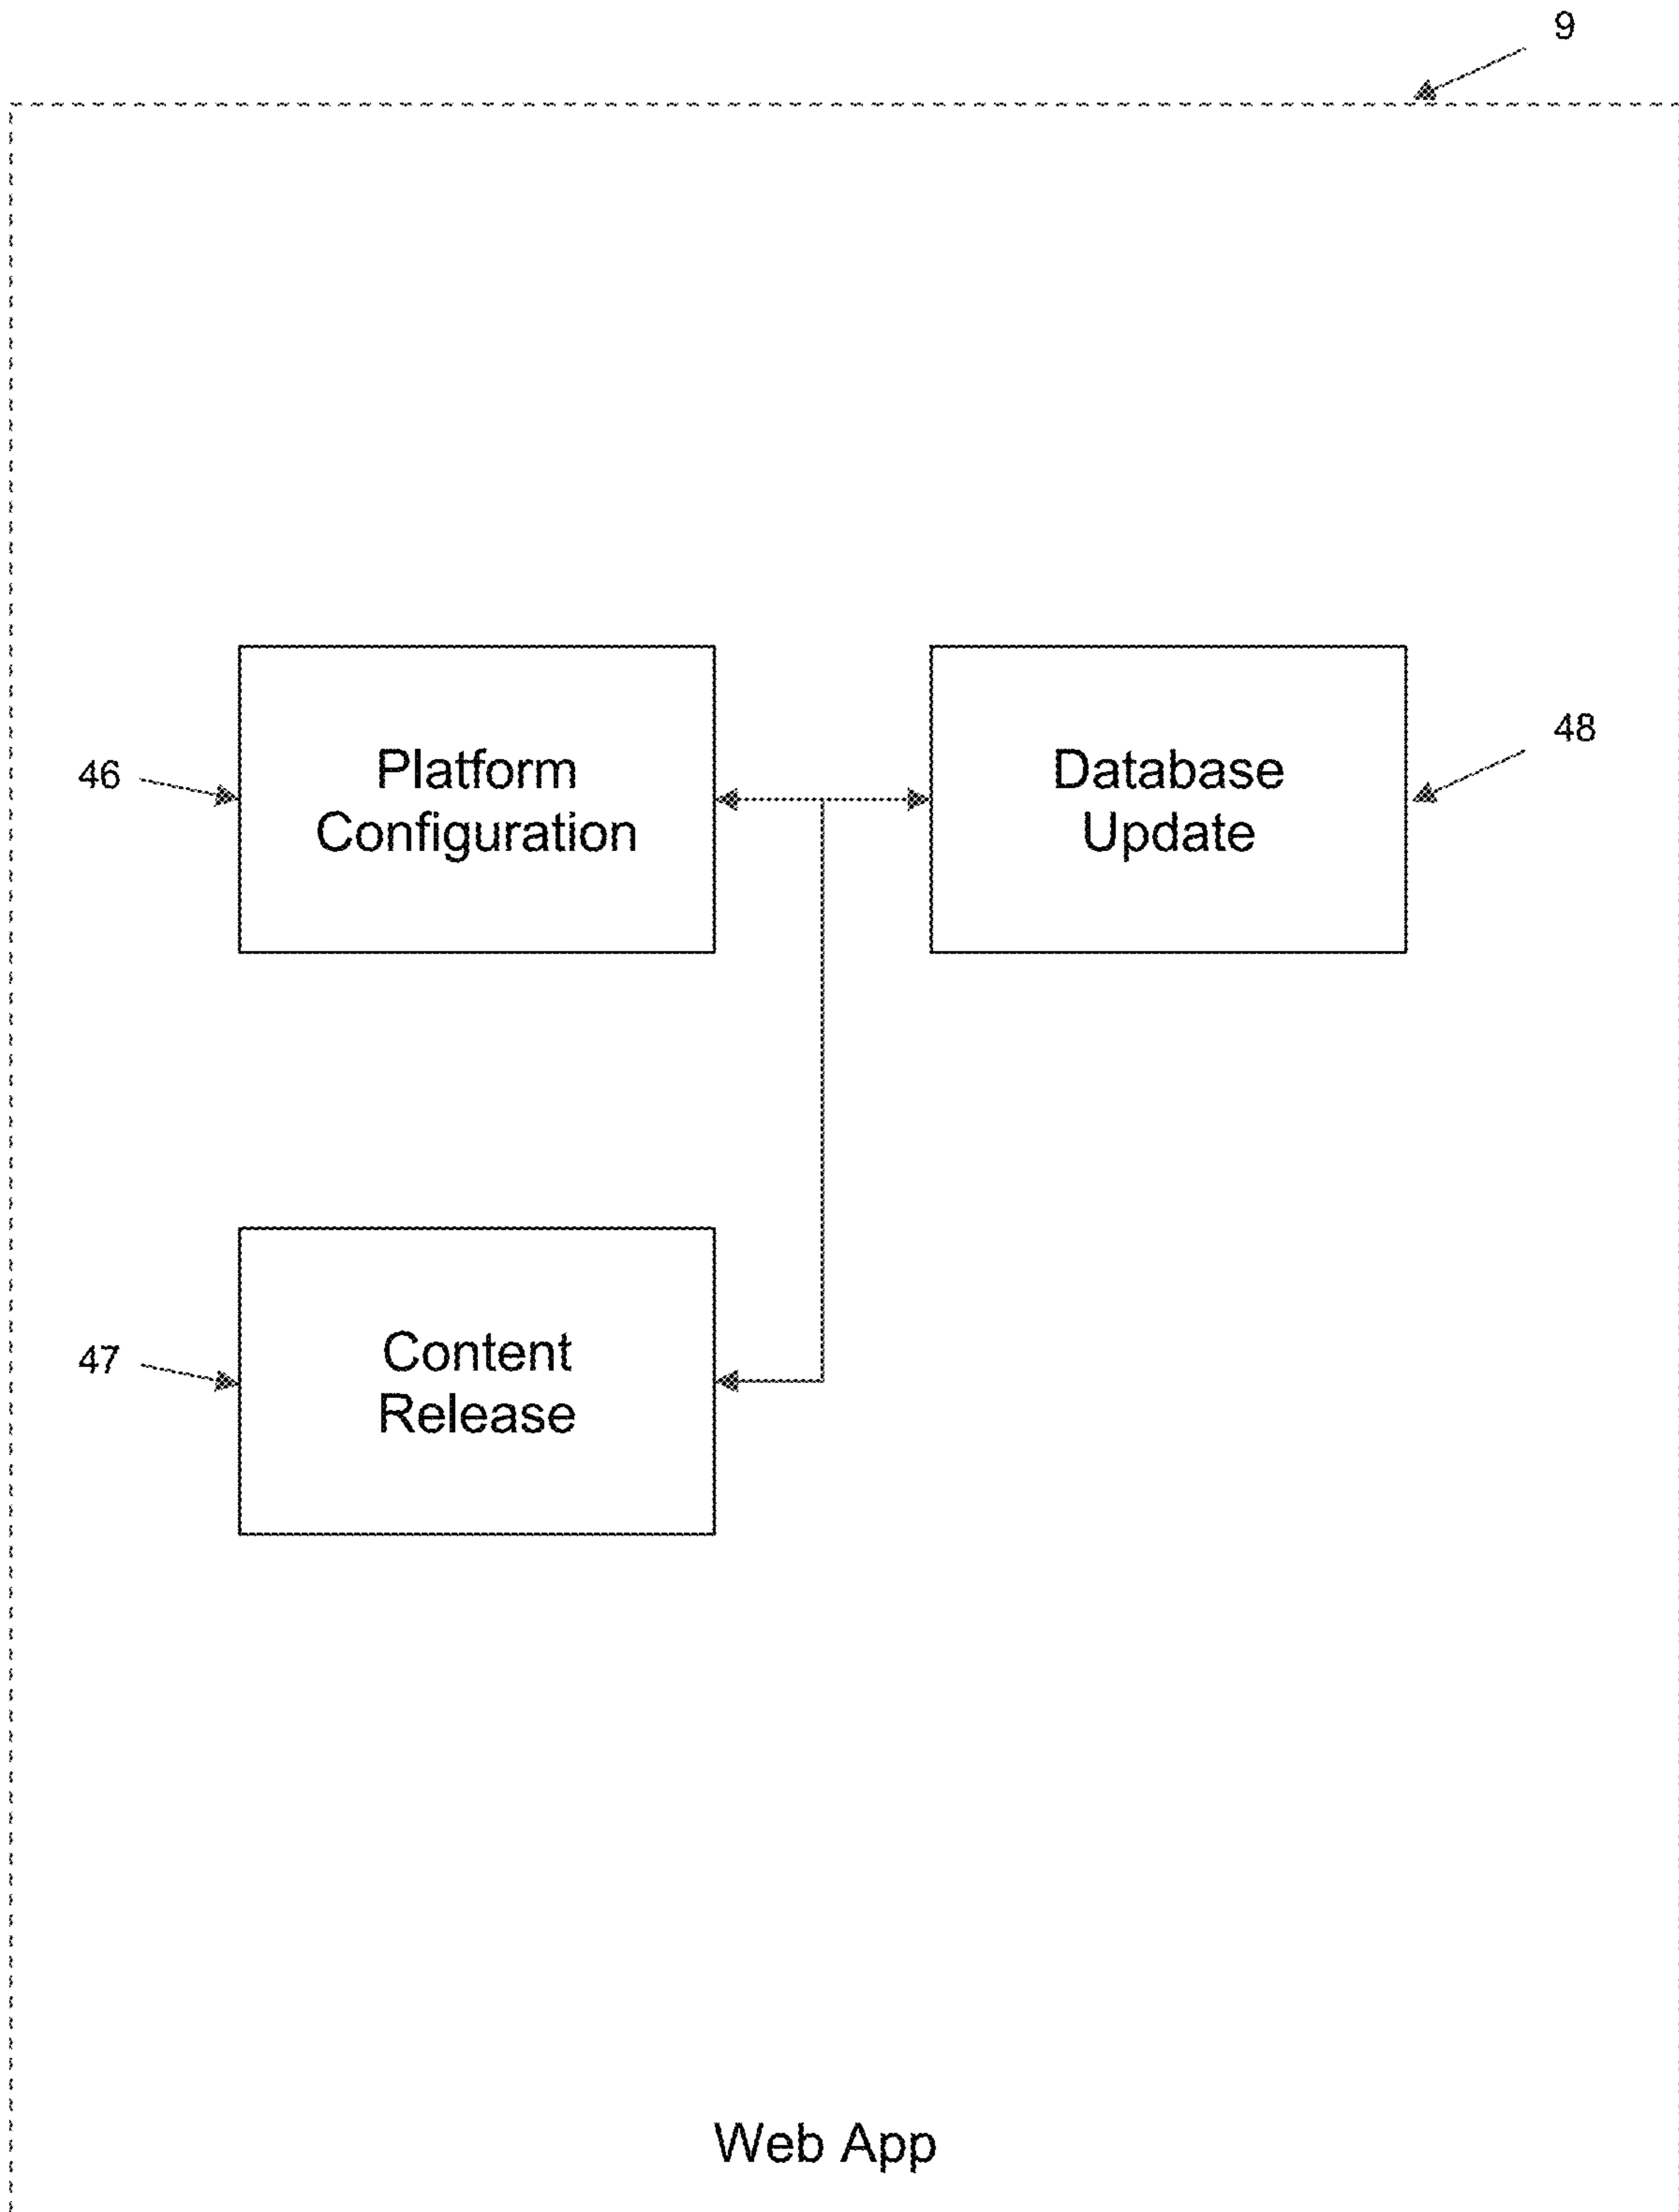 9
Platform
Configuration
46
Database
Update
48
Content
Release
47
Web App